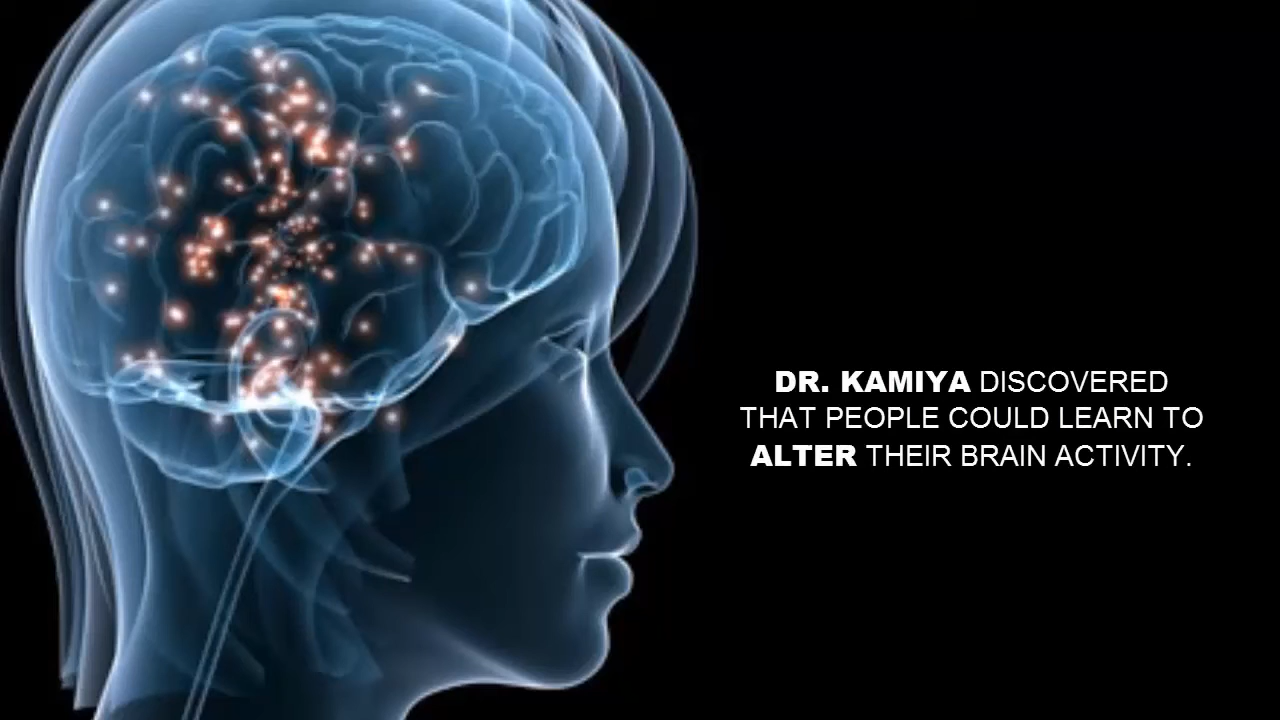 DR. KAMIYA DISCOVERED
THAT PEOPLE COULD LEARN TO
ALTER THEIR BRAIN ACTIVITY.